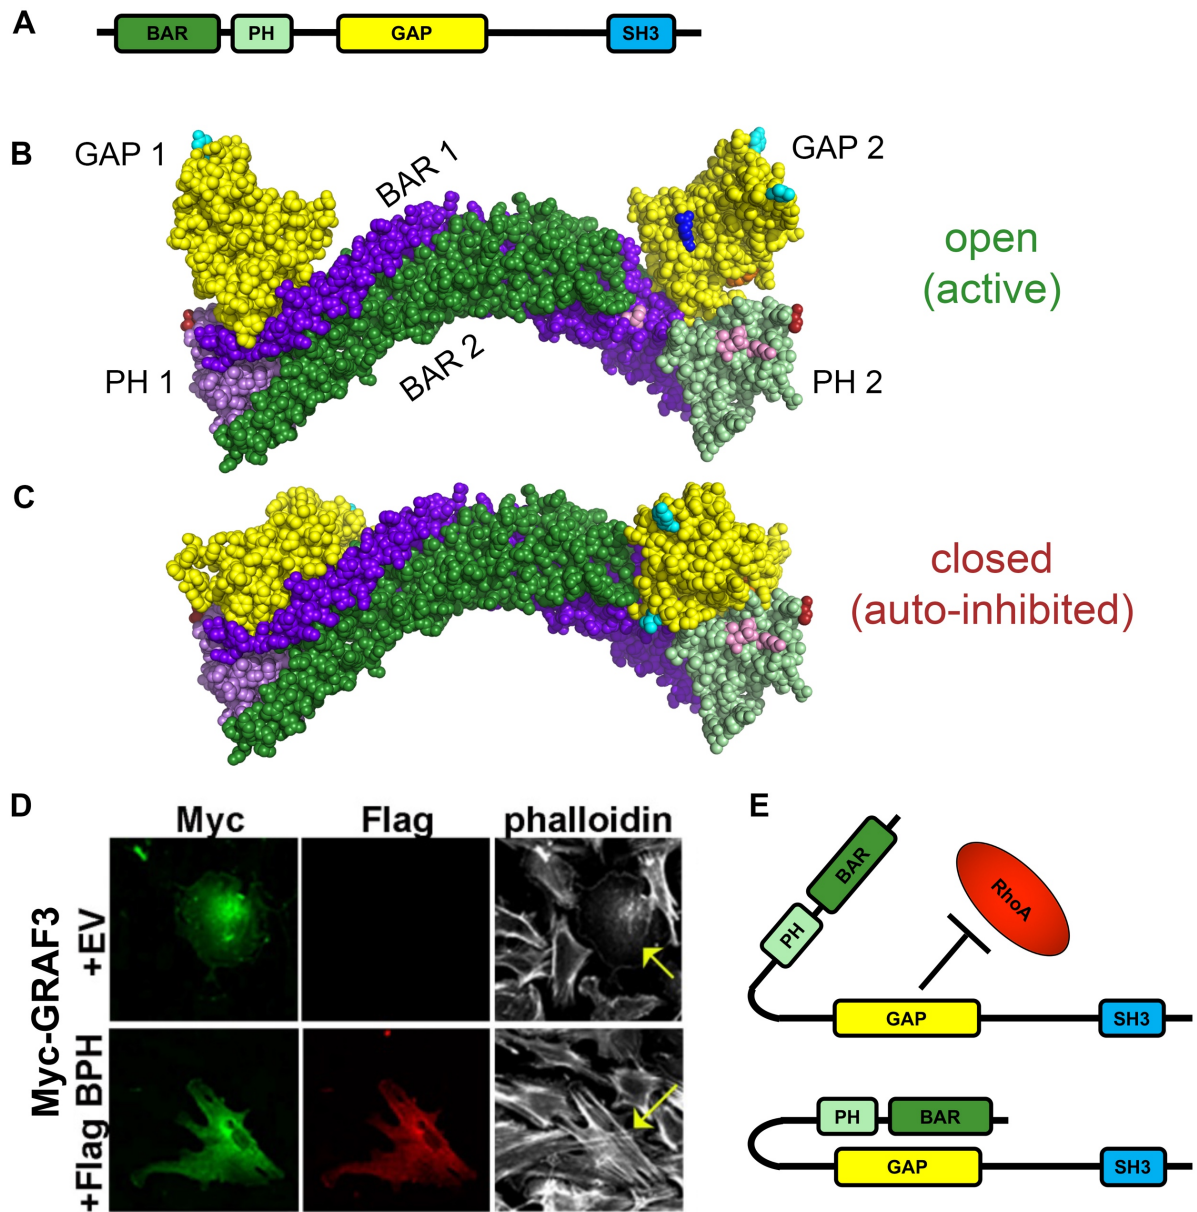 A
BAR PH GAP SH3
B
GAP 1
BAR 1
GAP 2
open
(active)
PH 1
BAR 2
PH 2
C
closed
(auto-inhibited)
D
Myc Flag phalloidin
Myc-GRAF3
+EV
+Flag BPH
E
BAR
PH
RhoA
GAP SH3
PH BAR
GAP SH3